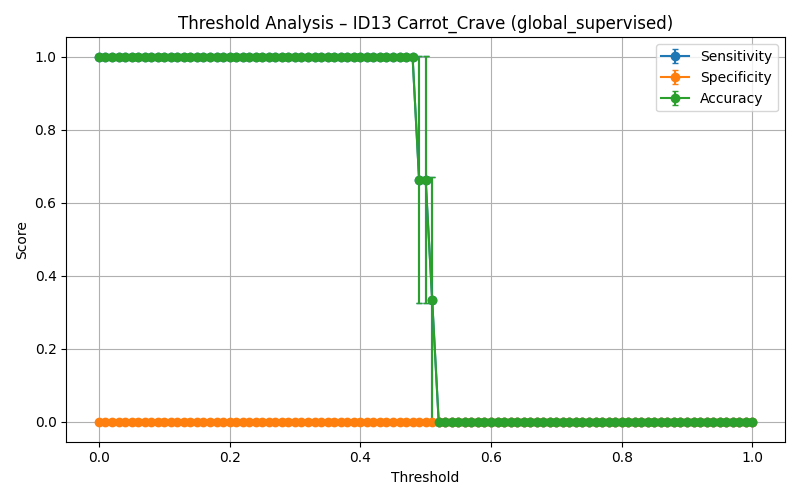 Threshold Analysis – ID13 Carrot_Crave (global_supervised)
Sensitivity
Specificity
Accuracy
Score
1.0
0.8
0.6
0.4
0.2
0.0
0.0 0.2 0.4 0.6 0.8 1.0
Threshold